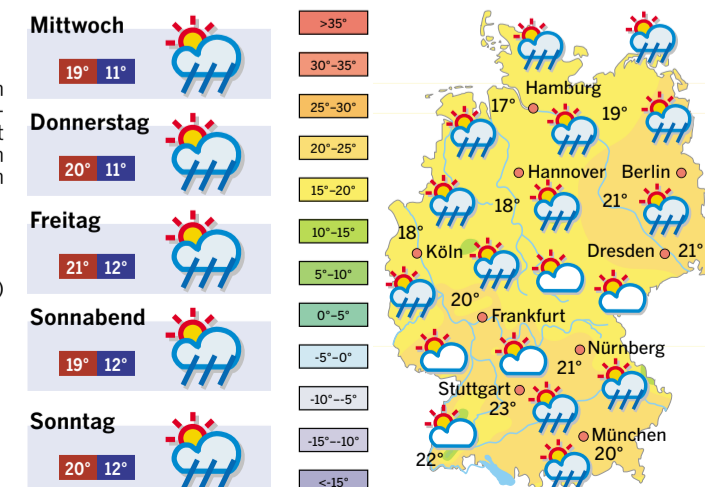 Mittwoch
19° 11°
Donnerstag
20° 11°
Freitag
21° 12°
Sonnabend
19° 12°
Sonntag
20° 12°
>35°
30°–35°
25°–30°
20°–25°
15°–20°
10°–15°
5°–10°
0°–5°
-5°–0°
-10°–-5°
-15°–-10°
<-15°
Hamburg
17° 19°
Hannover Berlin
18° 21°
18°
Köln Dresden 21°
20°
Frankfurt
Nürnberg
21°
Stuttgart
23°
München
22° 20°